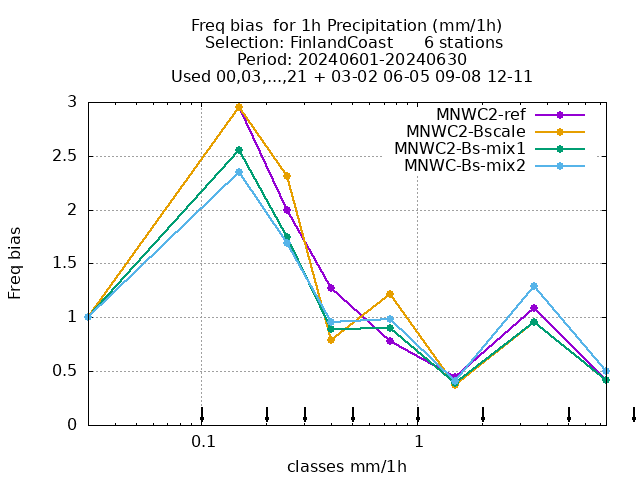 Freq bias  for 1h Precipitation (mm/1h)
Selection: FinlandCoast      6 stations
Period: 20240601-20240630
Used 00,03,...,21 + 03-02 06-05 09-08 12-11
MNWC2-ref
MNWC2-Bscale
MNWC2-Bs-mix1
MNWC-Bs-mix2
3
2.5
2
1.5
1
0.5
0
Freq bias
0.1
1
classes mm/1h